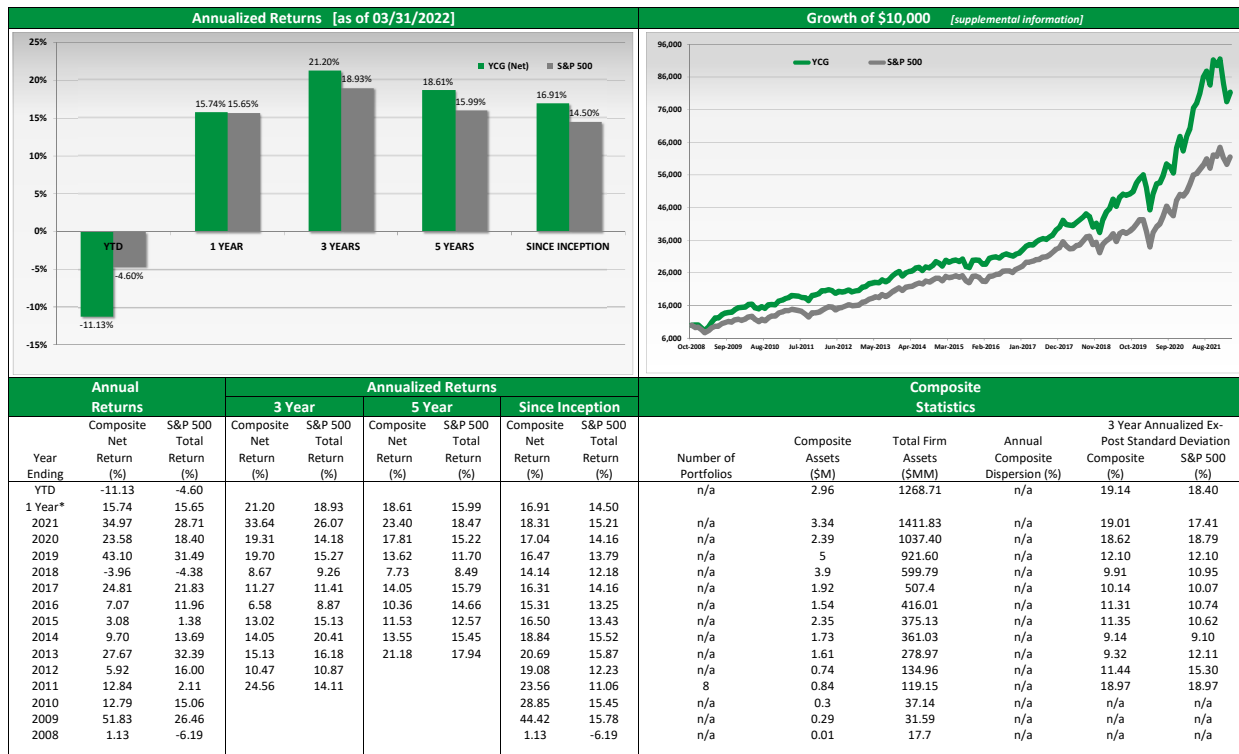 Annualized Returns [as of 03/31/2022]
25%
20%
15%
10%
5%
0%
-5%
-10%
-15%
YCG (Net) S&P 500
-11.13%
-4.60%
15.74%
15.65%
21.20%
18.93%
18.61%
15.99%
16.91%
14.50%
YTD 1 YEAR 3 YEARS 5 YEARS SINCE INCEPTION
Growth of $10,000 [supplemental information]
96,000
86,000
76,000
66,000
56,000
46,000
36,000
26,000
16,000
6,000
YCG S&P 500
Oct-2008 Sep-2009 Aug-2010 Jul-2011 Jun-2012 May-2013 Apr-2014 Mar-2015 Feb-2016 Jan-2017 Dec-2017 Nov-2018 Oct-2019 Sep-2020 Aug-2021
Annual Returns
Annualized Returns
3 Year 5 Year Since Inception
Composite Statistics
Year Ending
Composite Net Return (%)
S&P 500 Total Return (%)
Composite Net Return (%)
S&P 500 Total Return (%)
Composite Net Return (%)
S&P 500 Total Return (%)
Composite Net Return (%)
S&P 500 Total Return (%)
Number of Portfolios
Composite Assets ($M)
Total Firm Assets ($MM)
Annual Composite Dispersion (%)
3 Year Annualized Ex-Post Standard Deviation
Composite (%)
S&P 500 (%)
YTD -11.13 -4.60 n/a 2.96 1268.71 n/a 19.14 18.40
1 Year* 15.74 15.65 21.20 18.93 18.61 15.99 16.91 14.50
2021 34.97 28.71 33.64 26.07 23.40 18.47 18.31 15.21 n/a 3.34 1411.83 n/a 19.01 17.41
2020 23.58 18.40 19.31 14.18 17.81 15.22 17.04 14.16 n/a 2.39 1037.40 n/a 18.62 18.79
2019 43.10 31.49 19.70 15.27 13.62 11.70 16.47 13.79 n/a 5 921.60 n/a 12.10 12.10
2018 -3.96 -4.38 8.67 9.26 7.73 8.49 14.14 12.18 n/a 3.9 599.79 n/a 9.91 10.95
2017 24.81 21.83 11.27 11.41 14.05 15.79 16.31 14.16 n/a 1.92 507.4 n/a 10.14 10.07
2016 7.07 11.96 6.58 8.87 10.36 14.66 15.31 13.25 n/a 1.54 416.01 n/a 11.31 10.74
2015 3.08 1.38 13.02 15.13 11.53 12.57 16.50 13.43 n/a 2.35 375.13 n/a 11.35 10.62
2014 9.70 13.69 14.05 20.41 13.55 15.45 18.84 15.52 n/a 1.73 361.03 n/a 9.14 9.10
2013 27.67 32.39 15.13 16.18 21.18 17.94 20.69 15.87 n/a 1.61 278.97 n/a 9.32 12.11
2012 5.92 16.00 10.47 10.87 19.08 12.23 n/a 0.74 134.96 n/a 11.44 15.30
2011 12.84 2.11 24.56 14.11 23.56 11.06 8 0.84 119.15 n/a 18.97 18.97
2010 12.79 15.06 28.85 15.45 n/a 0.3 37.14 n/a n/a n/a
2009 51.83 26.46 44.42 15.78 n/a 0.29 31.59 n/a n/a n/a
2008 1.13 -6.19 1.13 -6.19 n/a 0.01 17.7 n/a n/a n/a